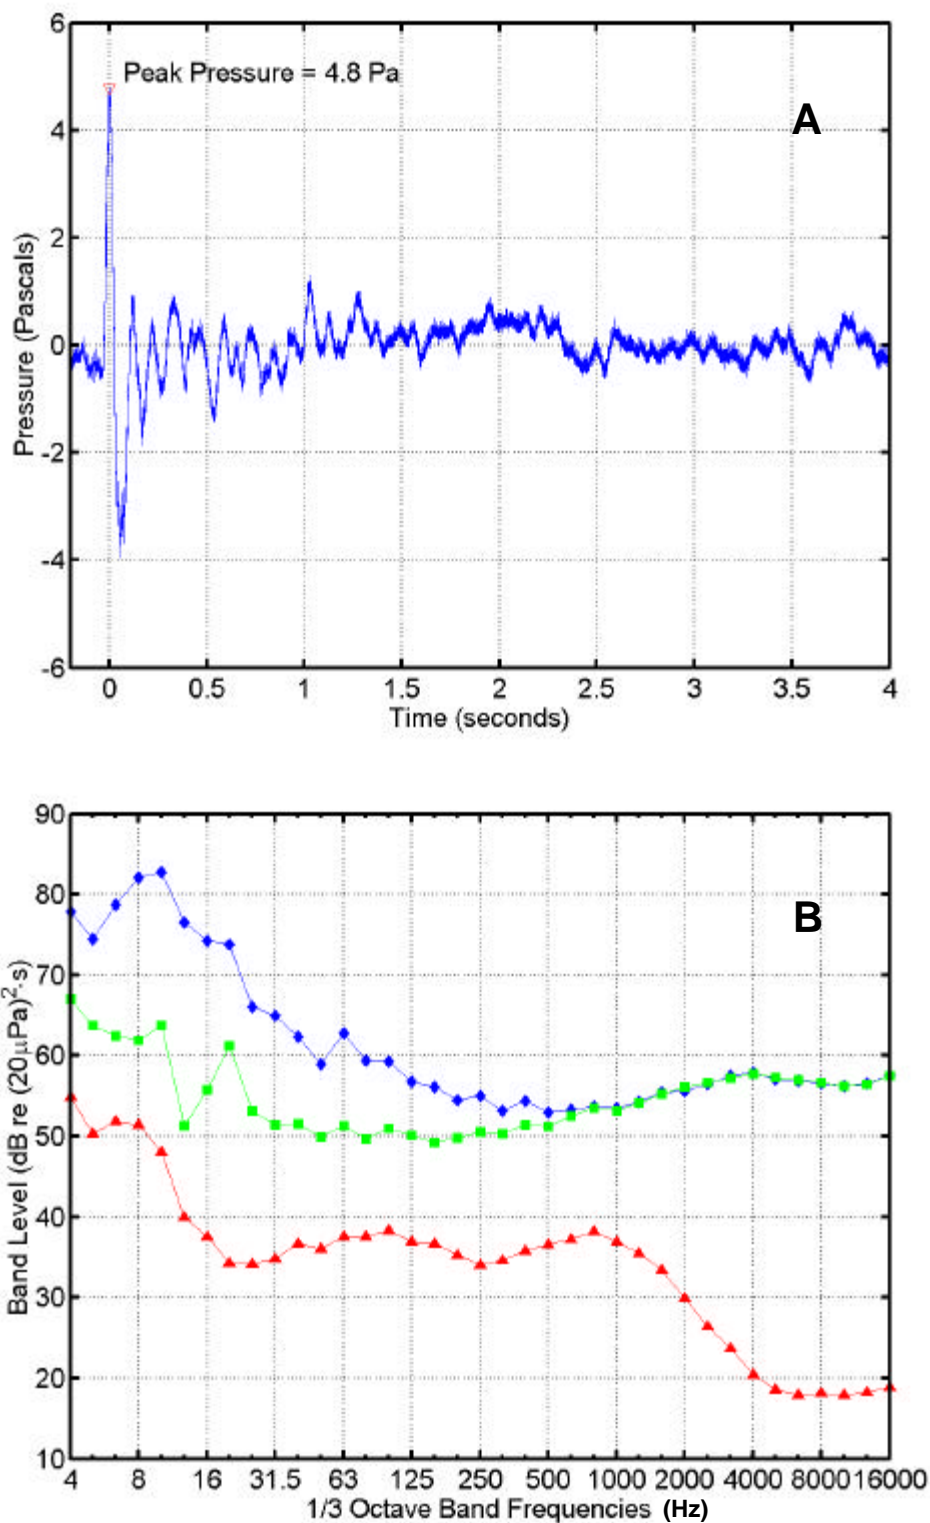 6
4
2
0
-2
-4
-6
Pressure (Pascals)
Peak Pressure = 4.8 Pa
A
0 0.5 1 1.5 2 2.5 3 3.5 4
Time (seconds)
90
80
70
60
50
40
30
20
10
Band Level (dB re (20μPa)²·s)
B
4 8 16 31.5 63 125 250 500 1000 2000 4000 8000 16000
1/3 Octave Band Frequencies (Hz)